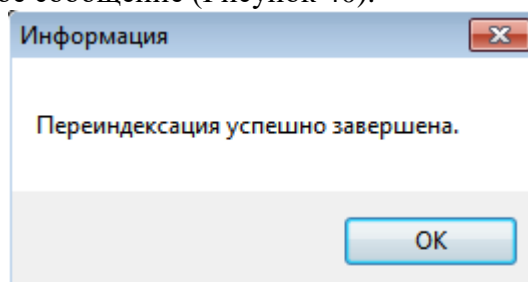 сообщение (Рисунок
Информация
Переиндексация успешно завершена.
OK